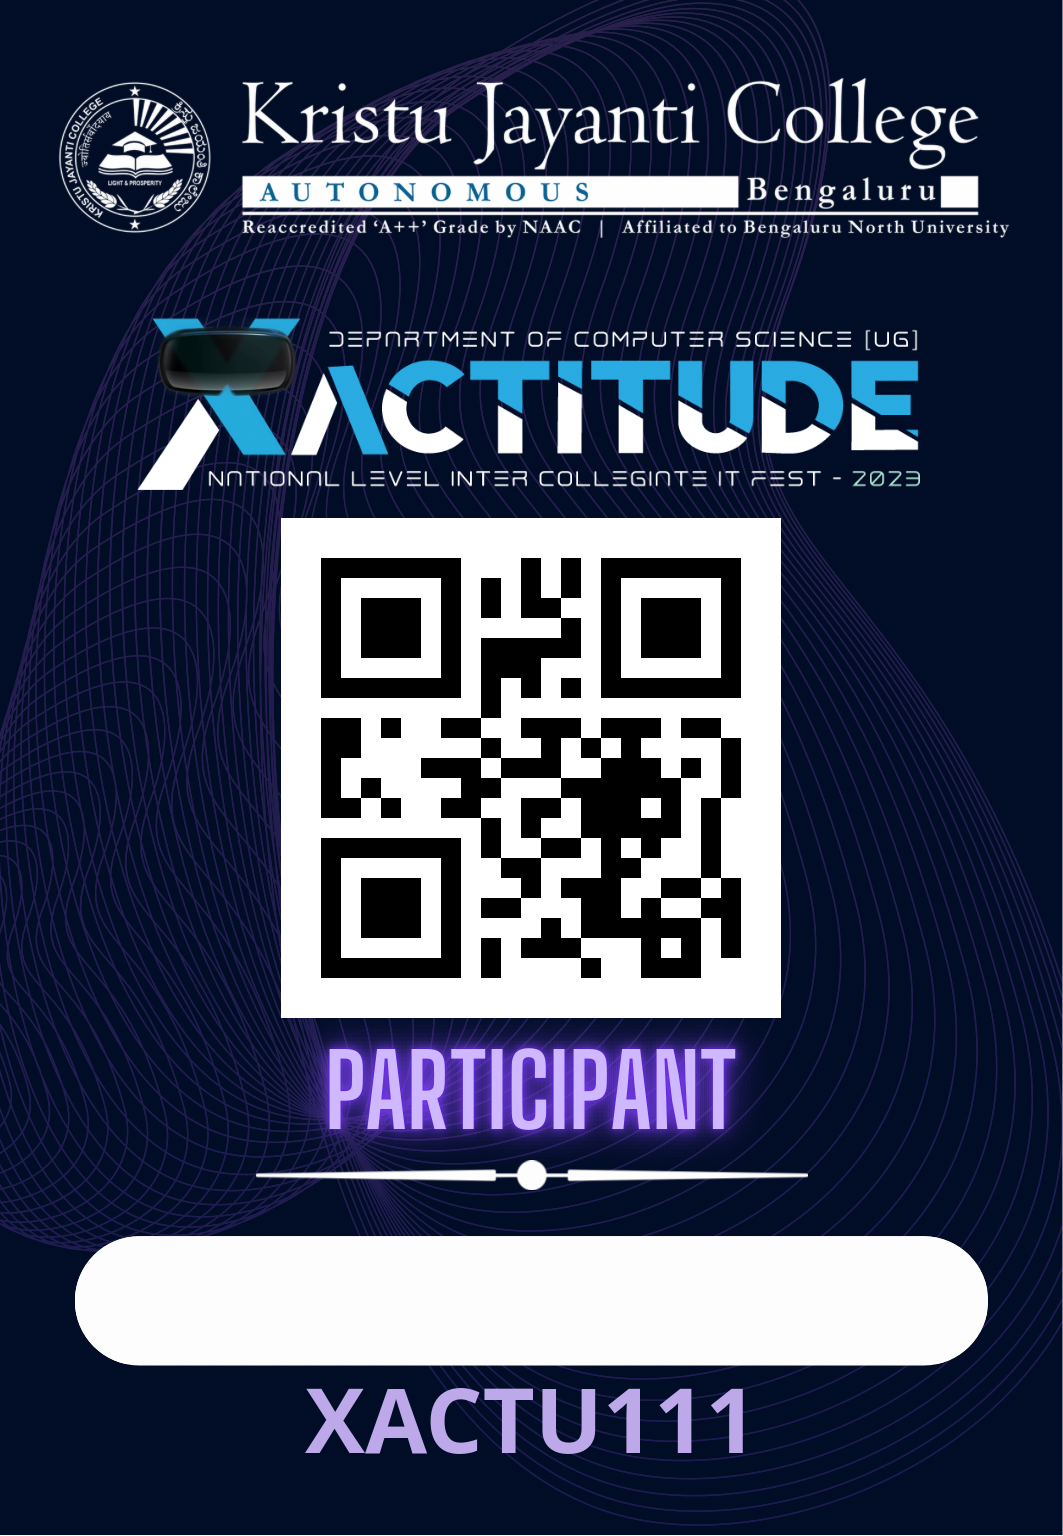 Kristu Jayanti College
AUTONOMOUS Bengaluru
Reaccredited ‘A++’ Grade by NAAC | Affiliated to Bengaluru North University
KRISTU JAYANTI COLLEGE
LIGHT & PROSPERITY
DEPARTMENT OF COMPUTER SCIENCE [UG]
XACTITUDE
NATIONAL LEVEL INTER COLLEGIATE IT FEST - 2023
PARTICIPANT
XACTU111